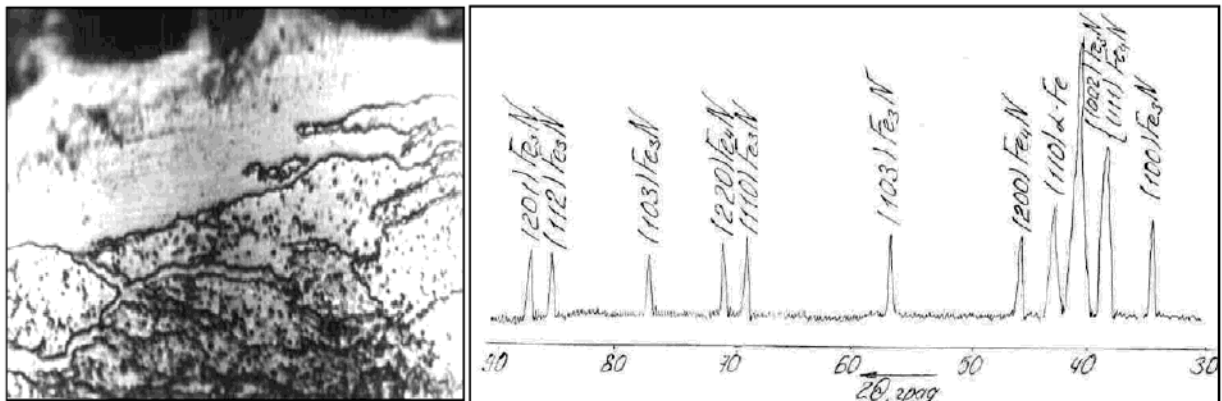 (201) Fe₃N
(112) Fe₃N
(103) Fe₃N
(220) Fe₄N
(110) Fe₃N
(103) Fe₃N
(200) Fe₄N
(110) α-Fe
{(002) Fe₃N
(111) Fe₄N
(100) Fe₃N
90 80 70 60 50 40 30
2Θ, град